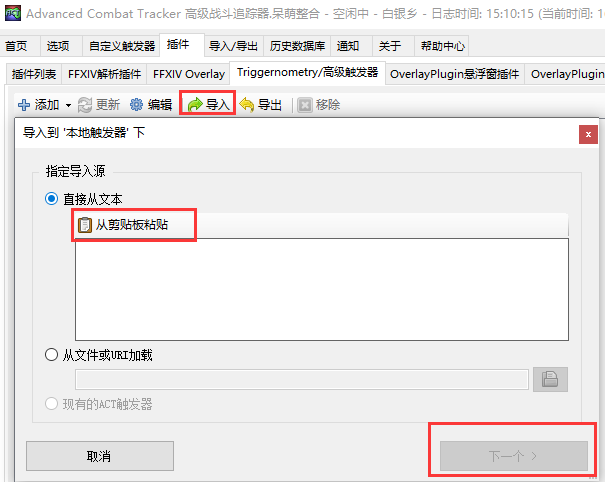 Advanced Combat Tracker 高级战斗追踪器,呆萌整合 - 空闲中 - 白银乡 - 日志时间: 15:10:15 (当前时间: 1
首页 选项 自定义触发器 插件 导入/导出 历史数据库 通知 关于 帮助中心
插件列表 FFXIV解析插件 FFXIV Overlay Triggernometry/高级触发器 OverlayPlugin悬浮窗插件 OverlayPlugin
添加 更新 编辑 导入 导出 移除
导入到 '本地触发器' 下
指定导入源
直接从文本
从剪贴板粘贴
从文件或URI加载
现有的ACT触发器
取消 下一个 >